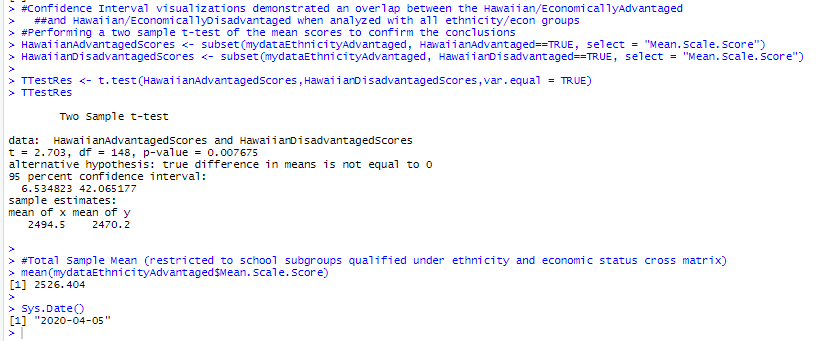 > #Confidence Interval visualizations demonstrated an overlap between the Hawaiian/EconomicallyAdvantaged
>    ##and Hawaiian/EconomicallyDisadvantaged when analyzed with all ethnicity/econ groups
> #Performing a two sample t-test of the mean scores to confirm the conclusions
> HawaiianAdvantagedScores <- subset(mydataEthnicityAdvantaged, HawaiianAdvantaged==TRUE, select = "Mean.Scale.Score")
> HawaiianDisadvantagedScores <- subset(mydataEthnicityAdvantaged, HawaiianDisadvantaged==TRUE, select = "Mean.Scale.Score")
>
> TTestRes <- t.test(HawaiianAdvantagedScores,HawaiianDisadvantagedScores,var.equal = TRUE)
> TTestRes
Two Sample t-test
data:  HawaiianAdvantagedScores and HawaiianDisadvantagedScores
t = 2.703, df = 148, p-value = 0.007675
alternative hypothesis: true difference in means is not equal to 0
95 percent confidence interval:
6.534823 42.065177
sample estimates:
mean of x mean of y
2494.5    2470.2
>
> #Total Sample Mean (restricted to school subgroups qualified under ethnicity and economic status cross matrix)
> mean(mydataEthnicityAdvantaged$Mean.Scale.Score)
[1] 2526.404
>
> Sys.Date()
[1] "2020-04-05"
>